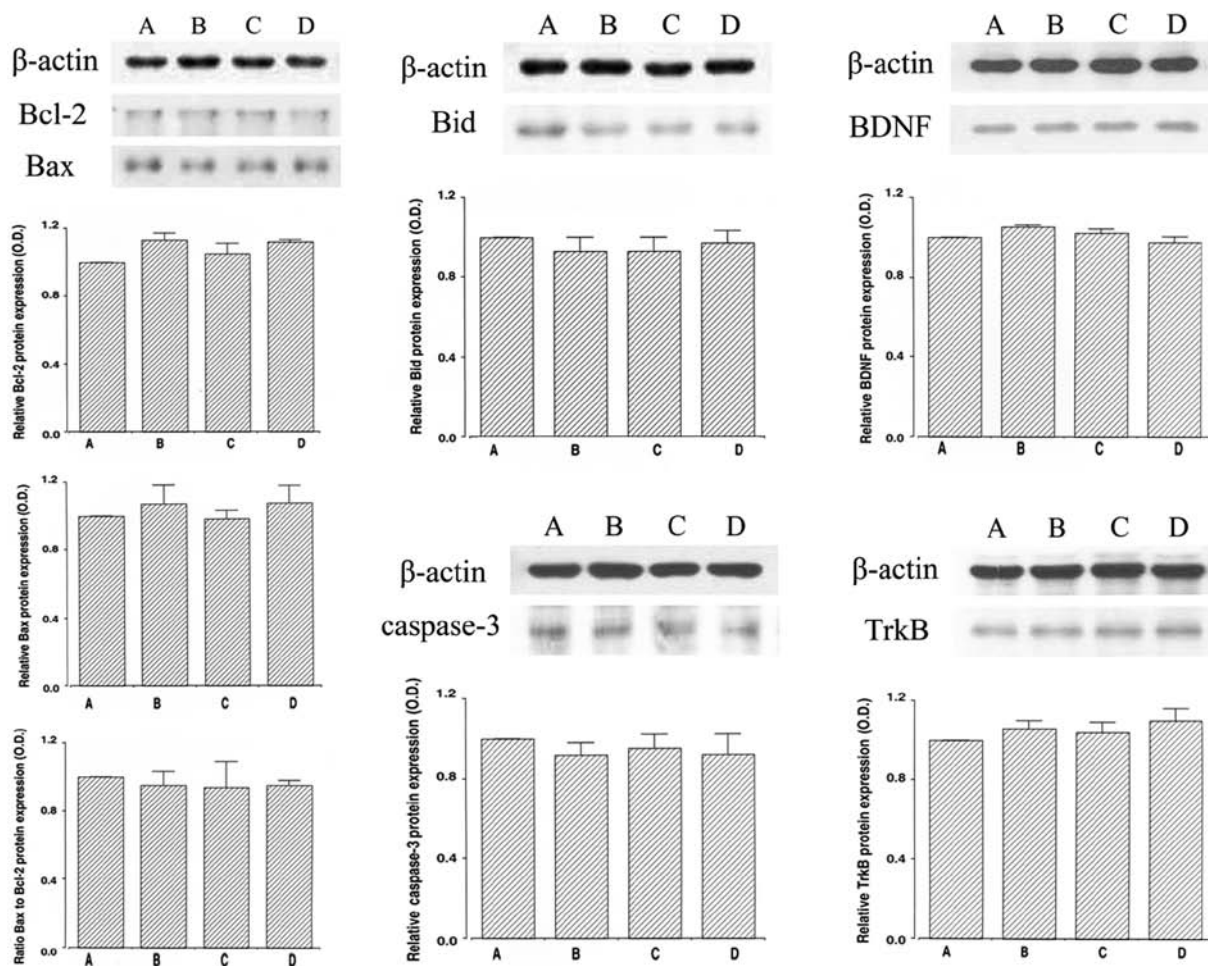 A B C D
β-actin
Bcl-2
Bax
Relative Bcl-2 protein expression (O.D.)
1.2
0.8
0.4
0.0
A B C D
Relative Bax protein expression (O.D.)
1.2
0.8
0.4
0.0
A B C D
Ratio Bax to Bcl-2 protein expression (O.D.)
1.2
0.8
0.4
0.0
A B C D
A B C D
β-actin
Bid
Relative Bid protein expression (O.D.)
1.2
0.8
0.4
0.0
A B C D
A B C D
β-actin
caspase-3
Relative caspase-3 protein expression (O.D.)
1.2
0.8
0.4
0.0
A B C D
A B C D
β-actin
BDNF
Relative BDNF protein expression (O.D.)
1.2
0.8
0.4
0.0
A B C D
A B C D
β-actin
TrkB
Relative TrkB protein expression (O.D.)
1.2
0.8
0.4
0.0
A B C D